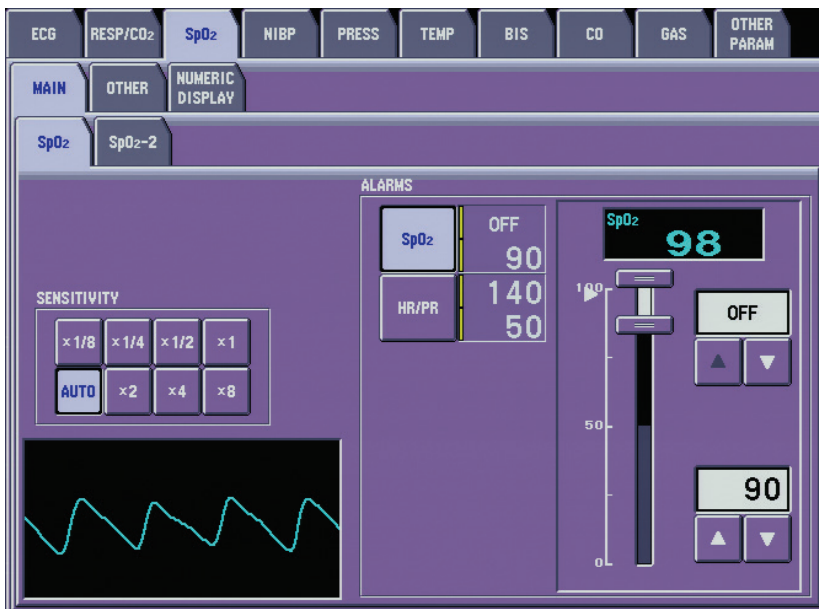 ECG RESP/CO2 SpO2 NIBP PRESS TEMP BIS CO GAS OTHER PARAM
MAIN OTHER NUMERIC DISPLAY
SpO2 SpO2-2
ALARMS
SpO2 OFF
90
HR/PR 140
50
SpO2
98
100
50
0
OFF
90
SENSITIVITY
×1/8 ×1/4 ×1/2 ×1
AUTO ×2 ×4 ×8